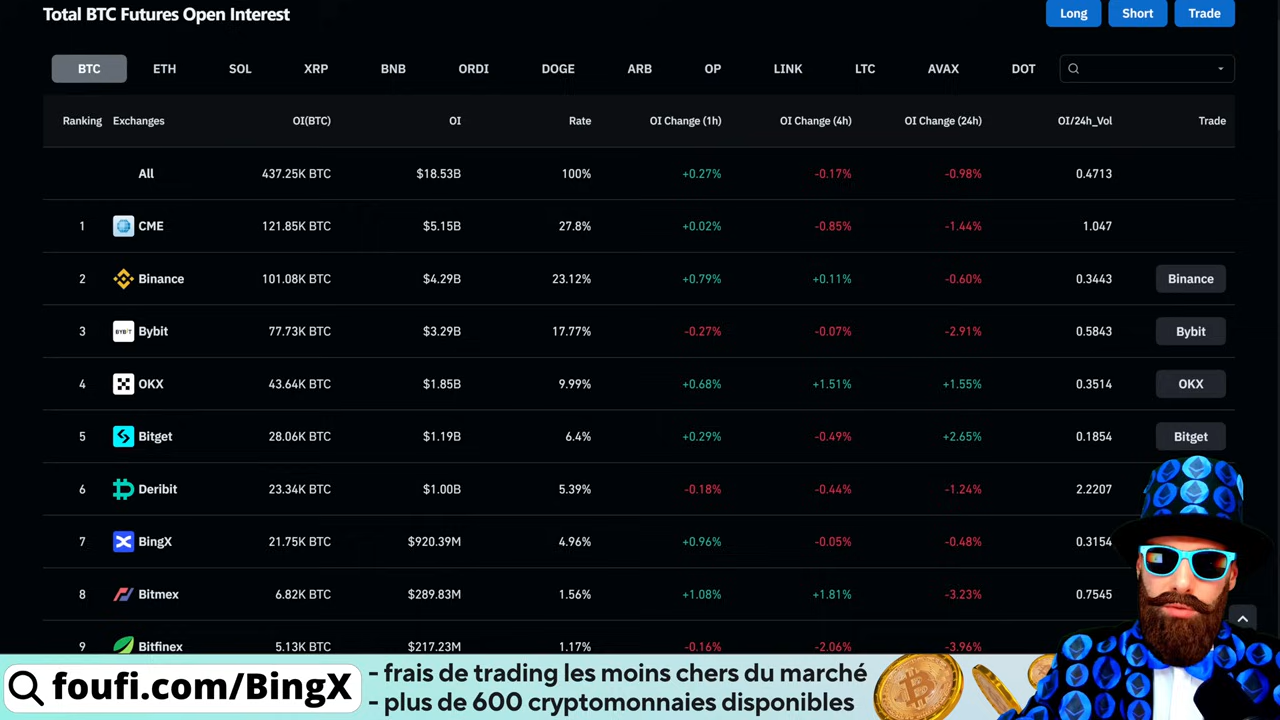 Total BTC Futures Open Interest Long Short Trade
BTC ETH SOL XRP BNB ORDI DOGE ARB OP LINK LTC AVAX DOT
Ranking Exchanges OI(BTC) OI Rate OI Change (1h) OI Change (4h) OI Change (24h) OI/24h_Vol Trade
All 437.25K BTC $18.53B 100% +0.27% -0.17% -0.98% 0.4713
1 CME 121.85K BTC $5.15B 27.8% +0.02% -0.85% -1.44% 1.047
2 Binance 101.08K BTC $4.29B 23.12% +0.79% +0.11% -0.60% 0.3443 Binance
3 BYBIT Bybit 77.73K BTC $3.29B 17.77% -0.27% -0.07% -2.91% 0.5843 Bybit
4 OKX 43.64K BTC $1.85B 9.99% +0.68% +1.51% +1.55% 0.3514 OKX
5 Bitget 28.06K BTC $1.19B 6.4% +0.29% -0.49% +2.65% 0.1854 Bitget
6 Deribit 23.34K BTC $1.00B 5.39% -0.18% -0.44% -1.24% 2.2207
7 BingX 21.75K BTC $920.39M 4.96% +0.96% -0.05% -0.48% 0.3154
8 Bitmex 6.82K BTC $289.83M 1.56% +1.08% +1.81% -3.23% 0.7545
9 Bitfinex 5.13K BTC $217.23M 1.17% -0.16% -2.06% -3.96%
foufi.com/BingX
- frais de trading les moins chers du marché
- plus de 600 cryptomonnaies disponibles